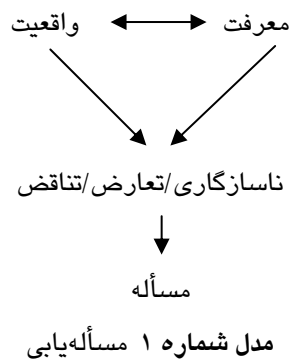 معرفت واقعیت
ناسازگاری/تعارض/تناقض
مسأله
مدل شماره ۱ مسأله‌یابی